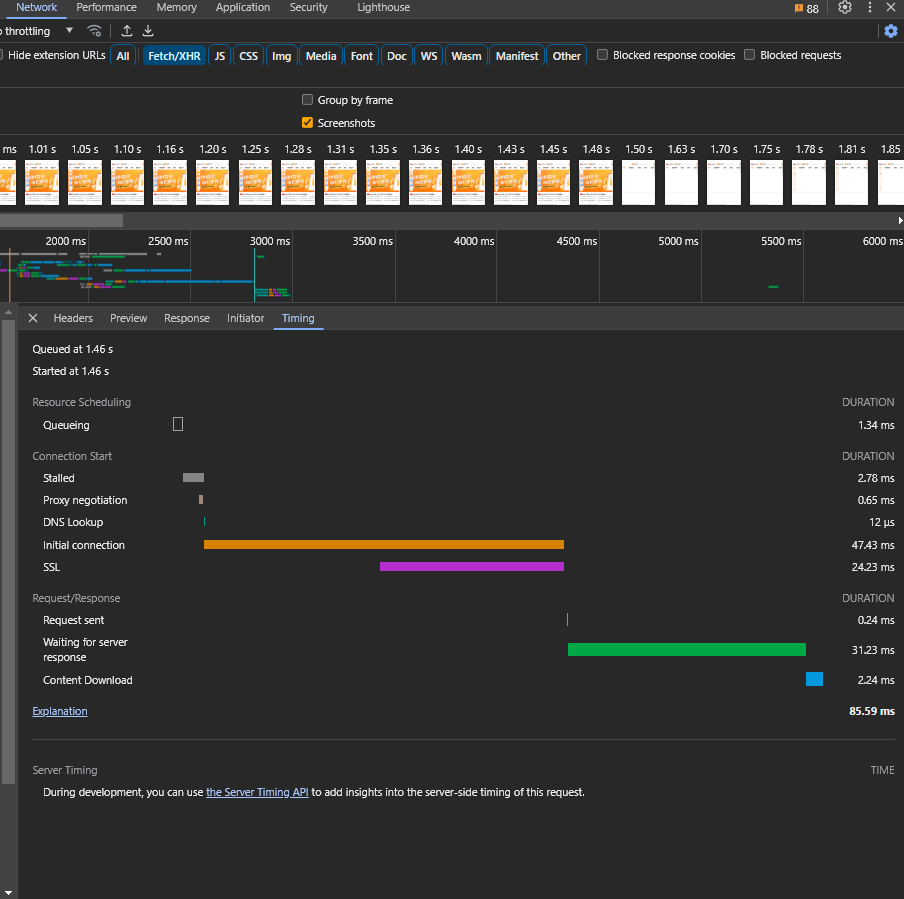 Network Performance Memory Application Security Lighthouse 88
throttling
Hide extension URLs All Fetch/XHR JS CSS Img Media Font Doc WS Wasm Manifest Other Blocked response cookies Blocked requests
Group by frame
Screenshots
ms 1.01 s 1.05 s 1.10 s 1.16 s 1.20 s 1.25 s 1.28 s 1.31 s 1.35 s 1.36 s 1.40 s 1.43 s 1.45 s 1.48 s 1.50 s 1.63 s 1.70 s 1.75 s 1.78 s 1.81 s 1.85
2000 ms 2500 ms 3000 ms 3500 ms 4000 ms 4500 ms 5000 ms 5500 ms 6000 ms
Headers Preview Response Initiator Timing
Queued at 1.46 s
Started at 1.46 s
Resource Scheduling DURATION
Queueing 1.34 ms
Connection Start DURATION
Stalled 2.78 ms
Proxy negotiation 0.65 ms
DNS Lookup 12 µs
Initial connection 47.43 ms
SSL 24.23 ms
Request/Response DURATION
Request sent 0.24 ms
Waiting for server
response 31.23 ms
Content Download 2.24 ms
Explanation 85.59 ms
Server Timing TIME
During development, you can use the Server Timing API to add insights into the server-side timing of this request.